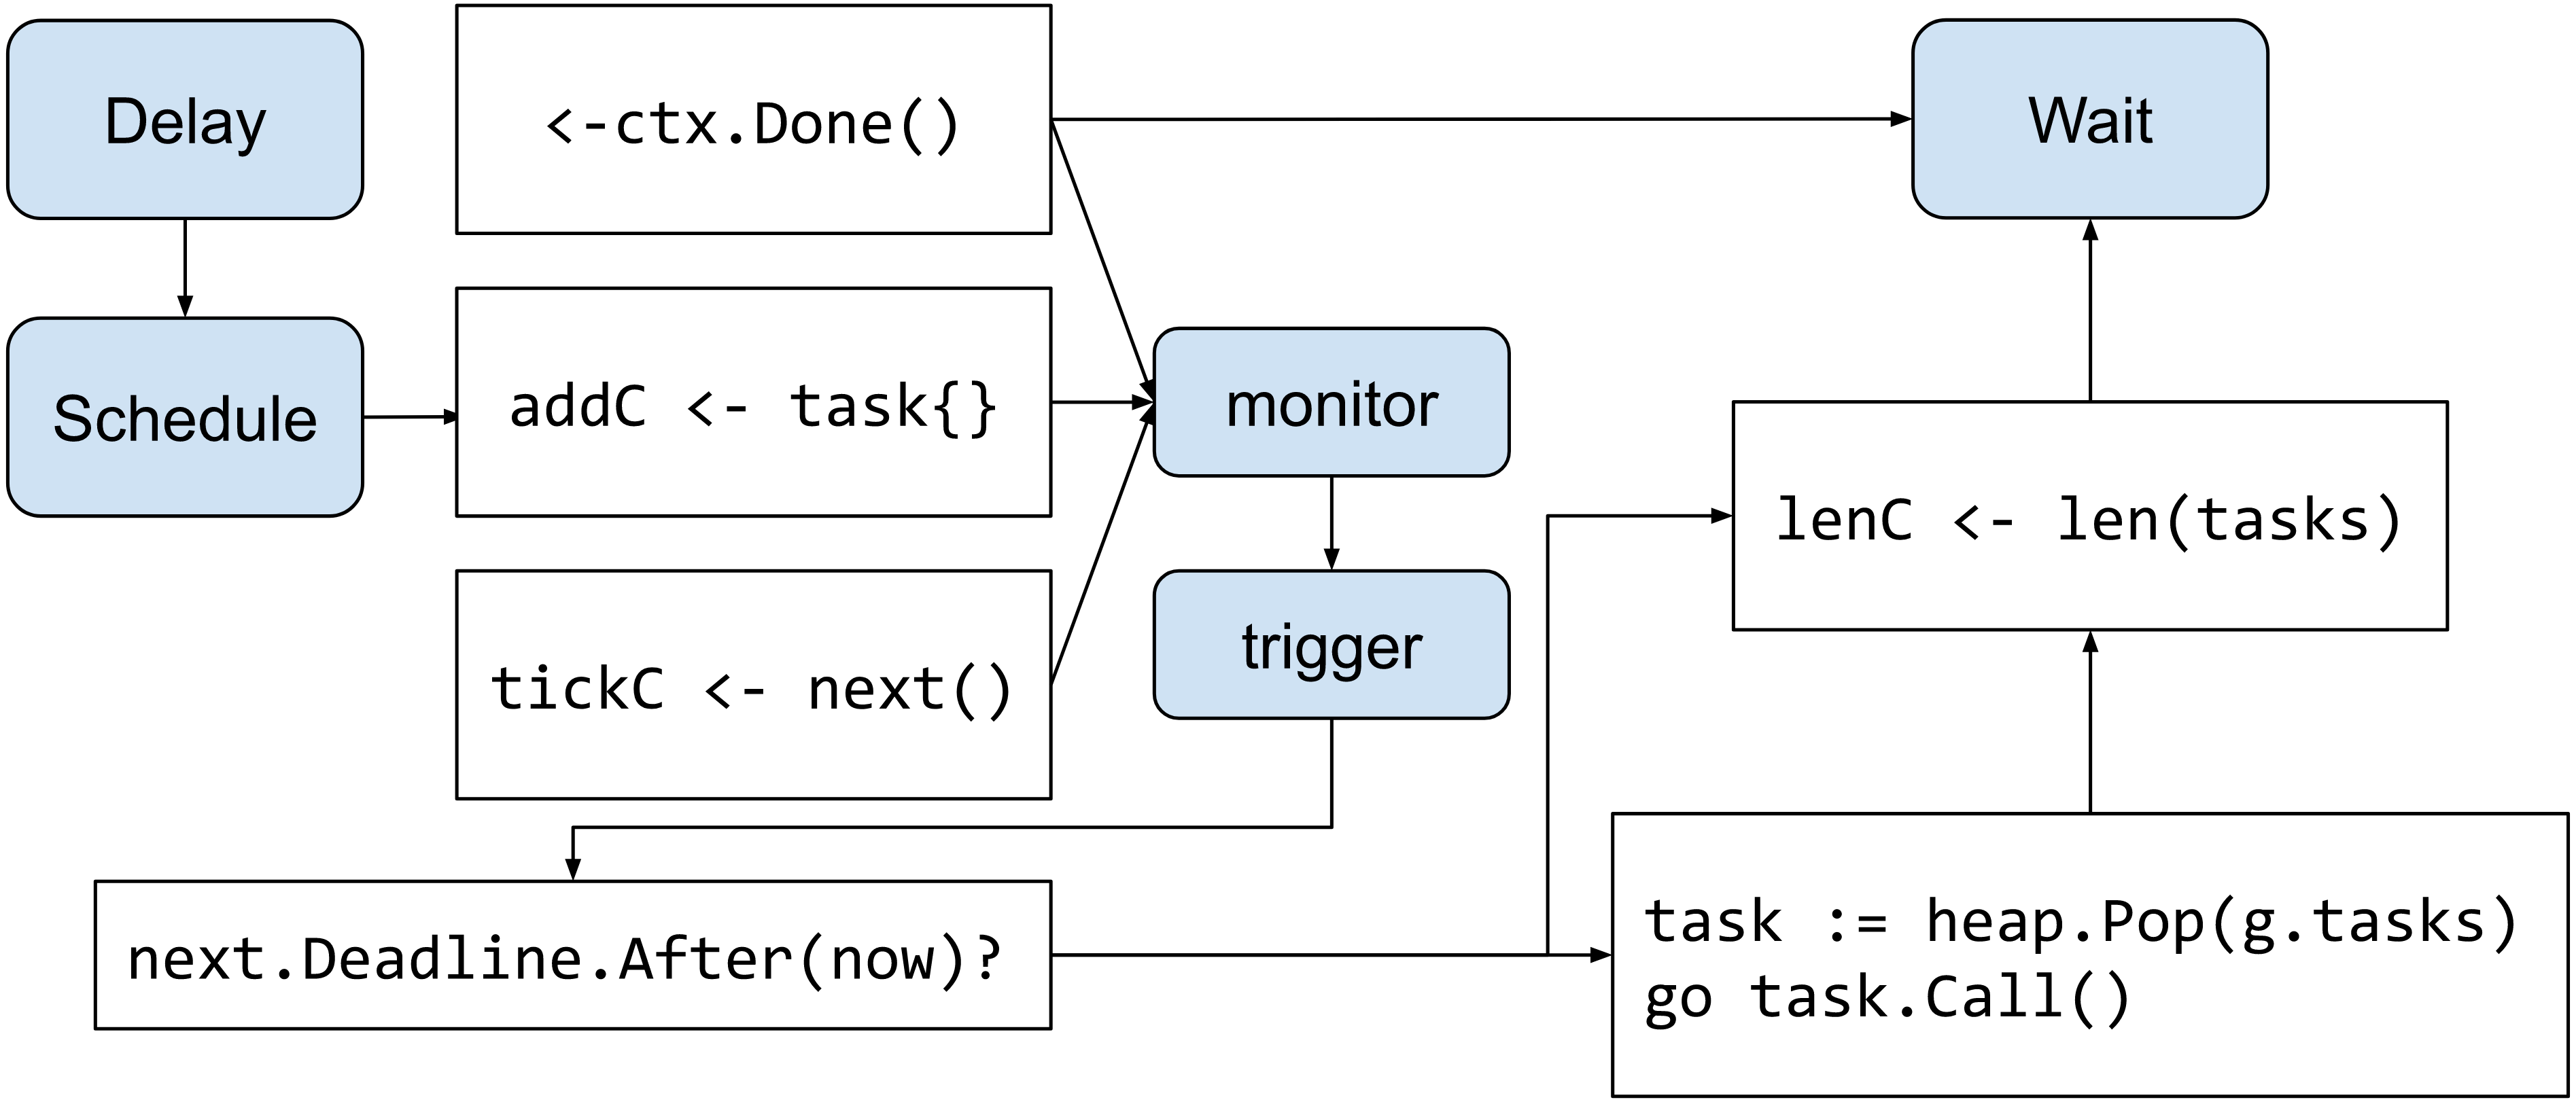 Delay
<-ctx.Done()
Wait
Schedule
addC <- task{}
monitor
lenC <- len(tasks)
tickC <- next()
trigger
next.Deadline.After(now)?
task := heap.Pop(g.tasks)
go task.Call()